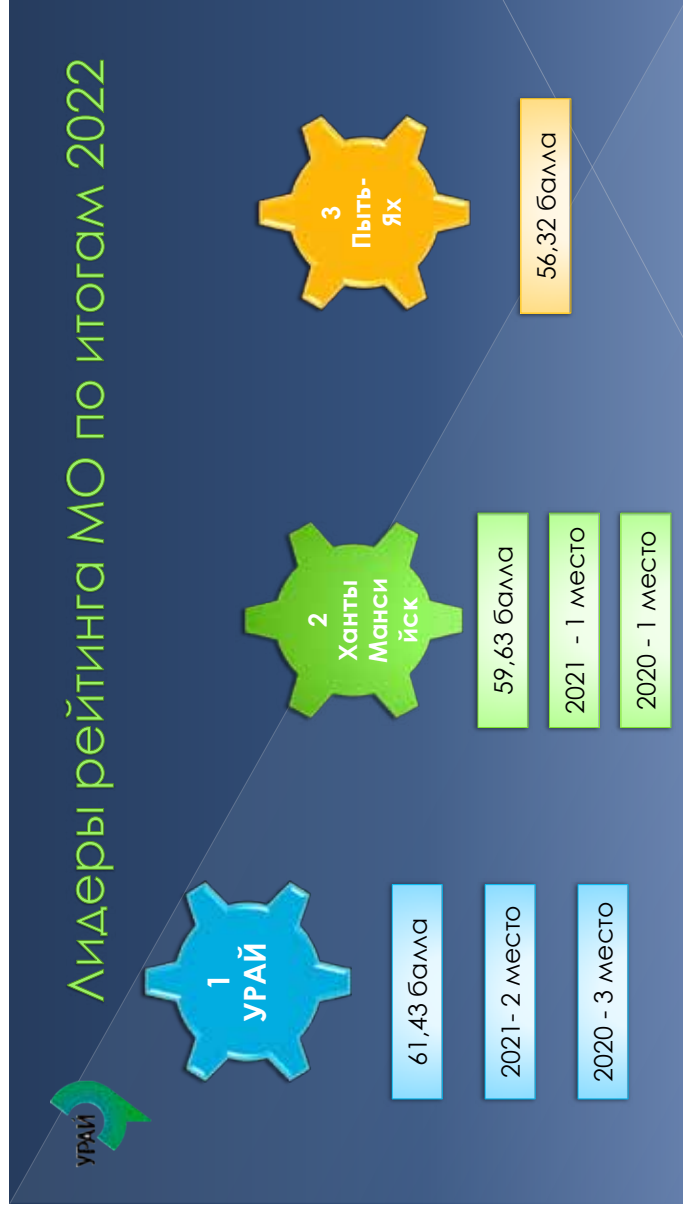 УРАЙ
Лидеры рейтинга МО по итогам 2022
1
УРАЙ
61,43 балла
2021- 2 место
2020 - 3 место
2
Ханты
Манси
йск
59,63 балла
2021 - 1 место
2020 - 1 место
3
Пыть-
Ях
56,32 балла